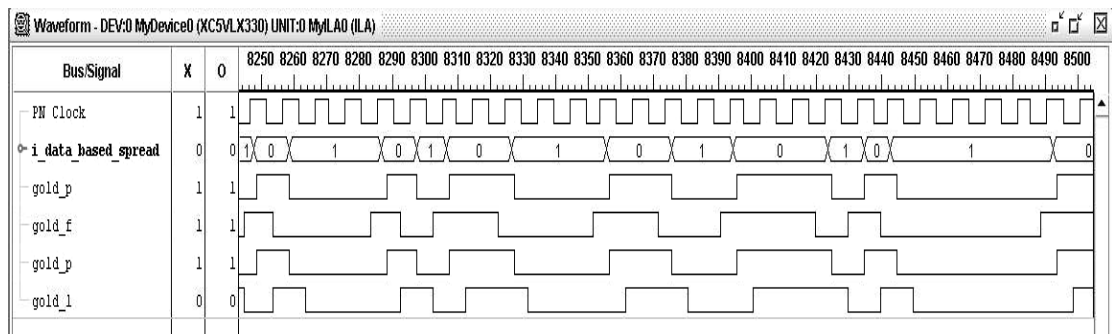 Waveform - DEV:0 MyDevice0 (XC5VLX330) UNIT:0 MyILA0 (ILA)
Bus/Signal X O 8250 8260 8270 8280 8290 8300 8310 8320 8330 8340 8350 8360 8370 8380 8390 8400 8410 8420 8430 8440 8450 8460 8470 8480 8490 8500
PN Clock 1 1
i_data_based_spread 0 0 1 0 1 0 1 0 1 0 1 0 1 0 1 0
gold_p 1 1
gold_f 1 1
gold_p 1 1
gold_l 0 0